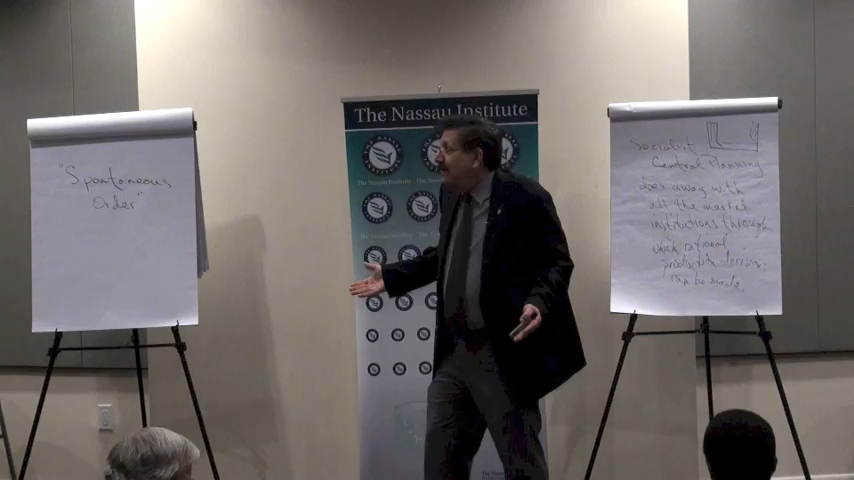 "Spontaneous
Order"
The Nassau Institute
Socialist
Central Planning
does away with
all the market
institutions through
which rational
production decisions
can be made.